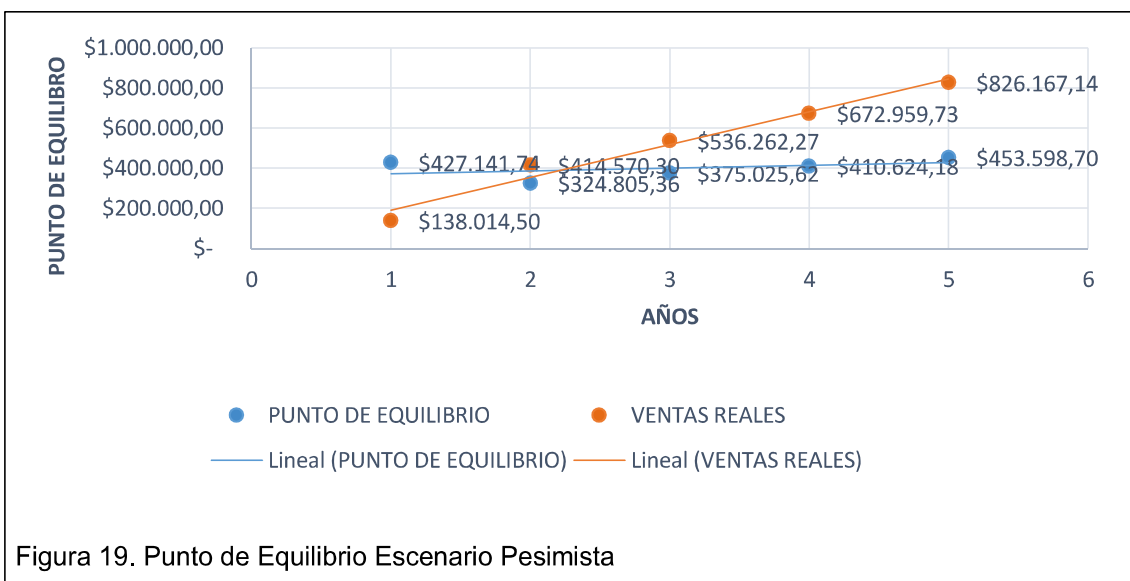 PUNTO DE EQUILIBRO
$1.000.000,00
$800.000,00
$600.000,00
$400.000,00
$200.000,00
$-
$826.167,14
$672.959,73
$536.262,27
$427.141,74
$414.570,30
$453.598,70
$324.805,36
$375.025,62
$410.624,18
$138.014,50
0 1 2 3 4 5 6
AÑOS
PUNTO DE EQUILIBRIO VENTAS REALES
Lineal (PUNTO DE EQUILIBRIO) Lineal (VENTAS REALES)
Figura 19. Punto de Equilibrio Escenario Pesimista